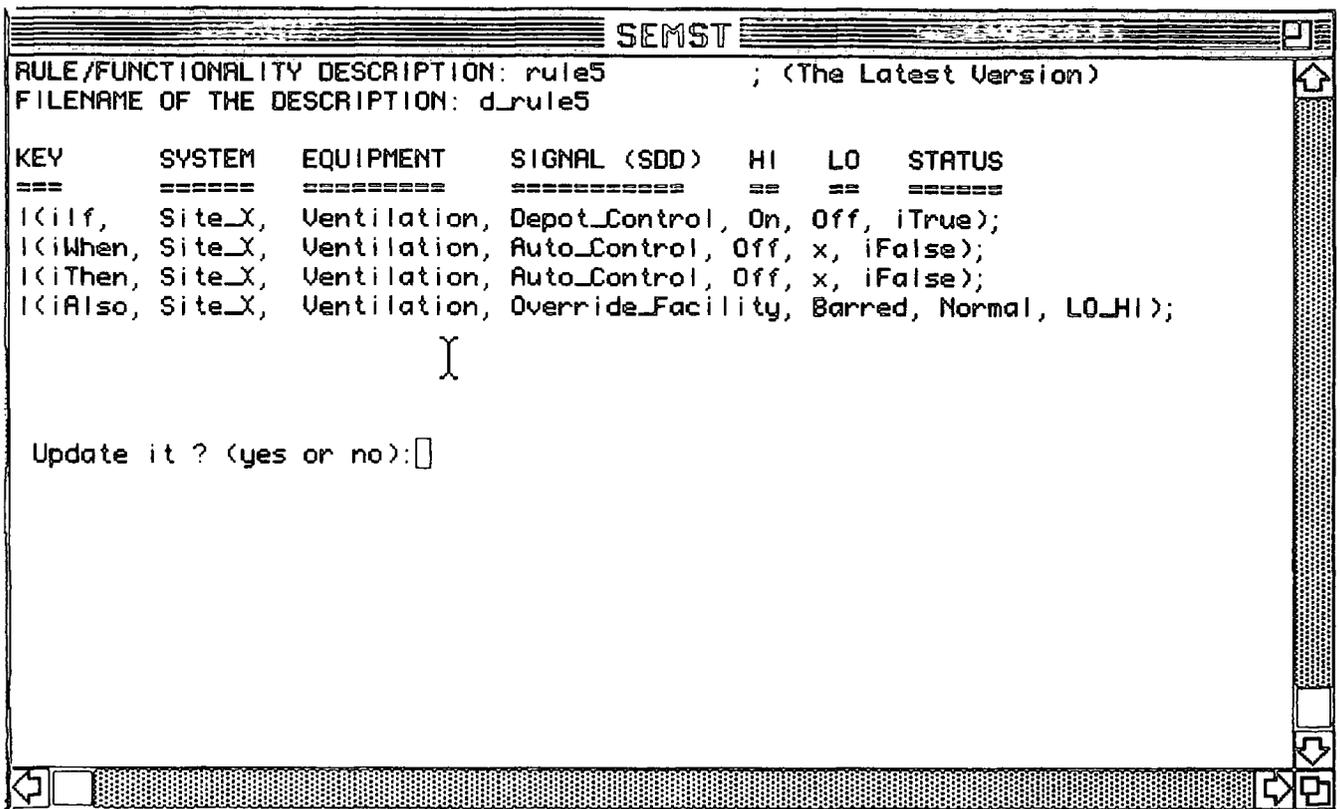 SEMST
RULE/FUNCTIONALITY DESCRIPTION: rule5 ; (The Latest Version)
FILENAME OF THE DESCRIPTION: d_rule5
KEY SYSTEM EQUIPMENT SIGNAL (SDD) HI LO STATUS
=== ====== ========= ============ == == ======
I(iIf, Site_X, Ventilation, Depot_Control, On, Off, iTrue);
I(iWhen, Site_X, Ventilation, Auto_Control, Off, x, iFalse);
I(iThen, Site_X, Ventilation, Auto_Control, Off, x, iFalse);
I(iAlso, Site_X, Ventilation, Override_Facility, Barred, Normal, LO_HI);
Update it ? (yes or no):